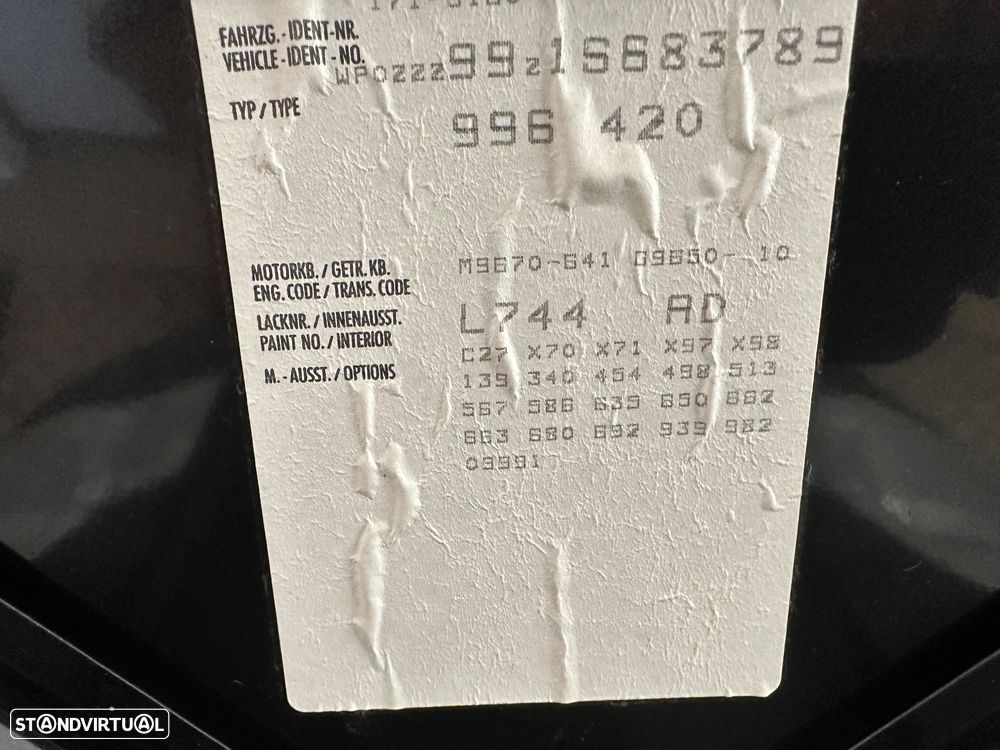 FAHRZG.-IDENT-NR.
VEHICLE-IDENT-NO. WP0ZZZ99Z1S683789
TYP/TYPE 996 420
MOTORKB./GETR.KB. M9670-641 G9650- 10
ENG.CODE/TRANS.CODE
LACKNR./INNENAUSST. L744 AD
PAINT NO./INTERIOR
C27 X70 X71 X97 X98
M.-AUSST./OPTIONS 139 340 454 498 513
567 586 635 650 662
663 680 692 939 982
09991
STANDVIRTUAL